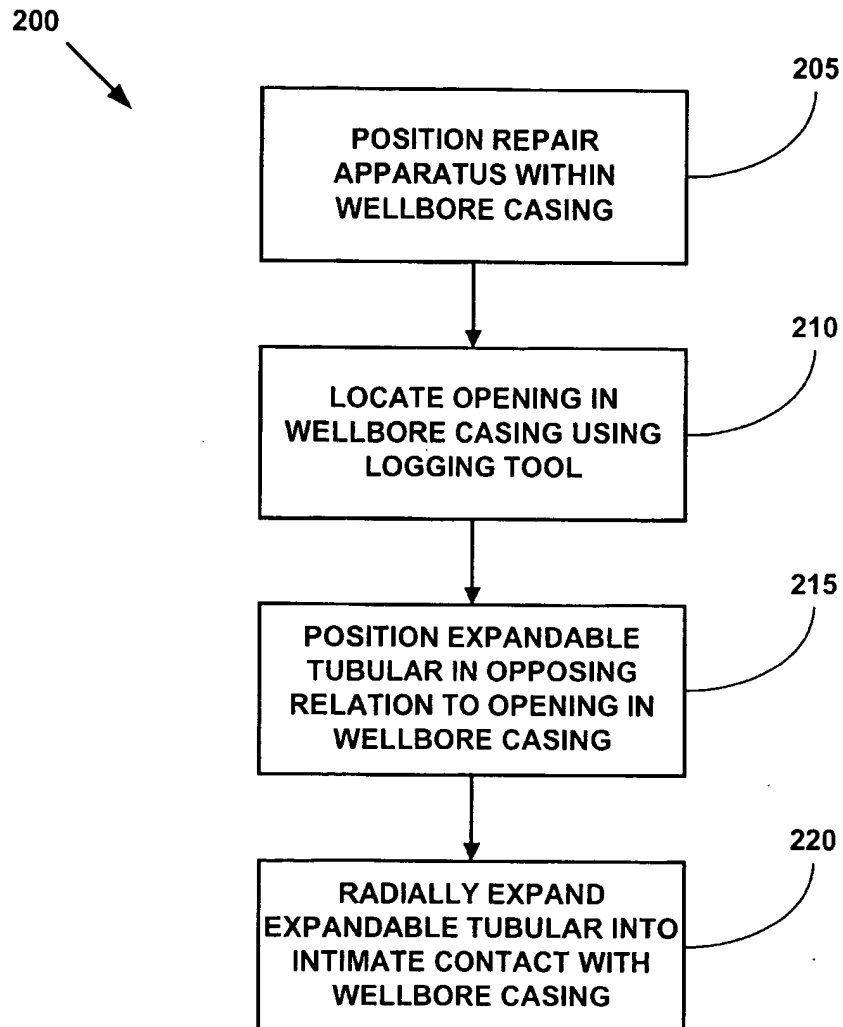 200
205
POSITION REPAIR
APPARATUS WITHIN
WELLBORE CASING
210
LOCATE OPENING IN
WELLBORE CASING USING
LOGGING TOOL
215
POSITION EXPANDABLE
TUBULAR IN OPPOSING
RELATION TO OPENING IN
WELLBORE CASING
220
RADIALLY EXPAND
EXPANDABLE TUBULAR INTO
INTIMATE CONTACT WITH
WELLBORE CASING